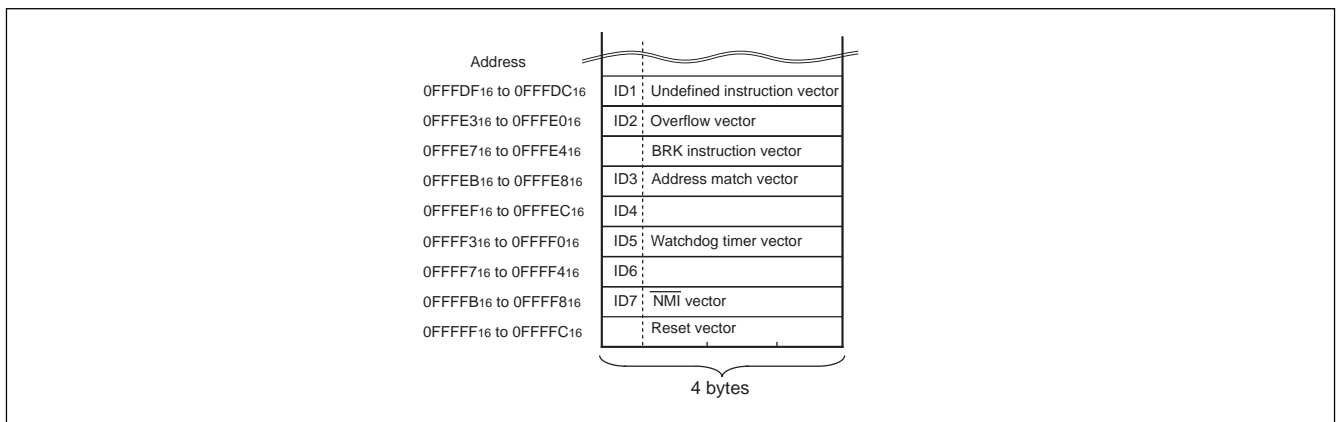 Address
0FFFDF16 to 0FFFDC16 ID1 Undefined instruction vector
0FFFE316 to 0FFFE016 ID2 Overflow vector
0FFFE716 to 0FFFE416 BRK instruction vector
0FFFEB16 to 0FFFE816 ID3 Address match vector
0FFFEF16 to 0FFFEC16 ID4
0FFFF316 to 0FFFF016 ID5 Watchdog timer vector
0FFFF716 to 0FFFF416 ID6
0FFFFB16 to 0FFFF816 ID7 NMI vector
0FFFFF16 to 0FFFFC16 Reset vector
4 bytes